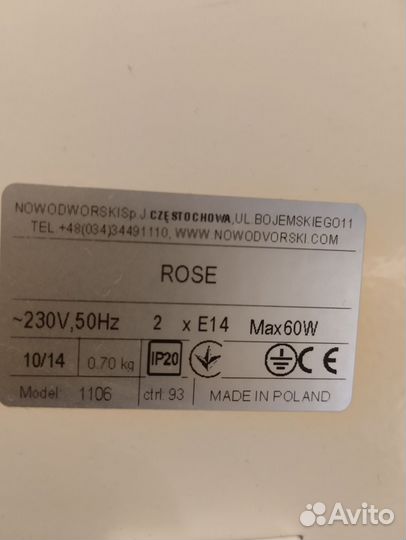 NOWODWORSKISp.J.CZĘSTOCHOWA,UL.BOJEMSKIEGO11
TEL +48(034)34491110, WWW.NOWODVORSKI.COM
ROSE
~230V,50Hz 2 x E14 Max60W
10/14 0.70 kg IP20 CE
Model: 1106 ctrl: 93 MADE IN POLAND
Avito